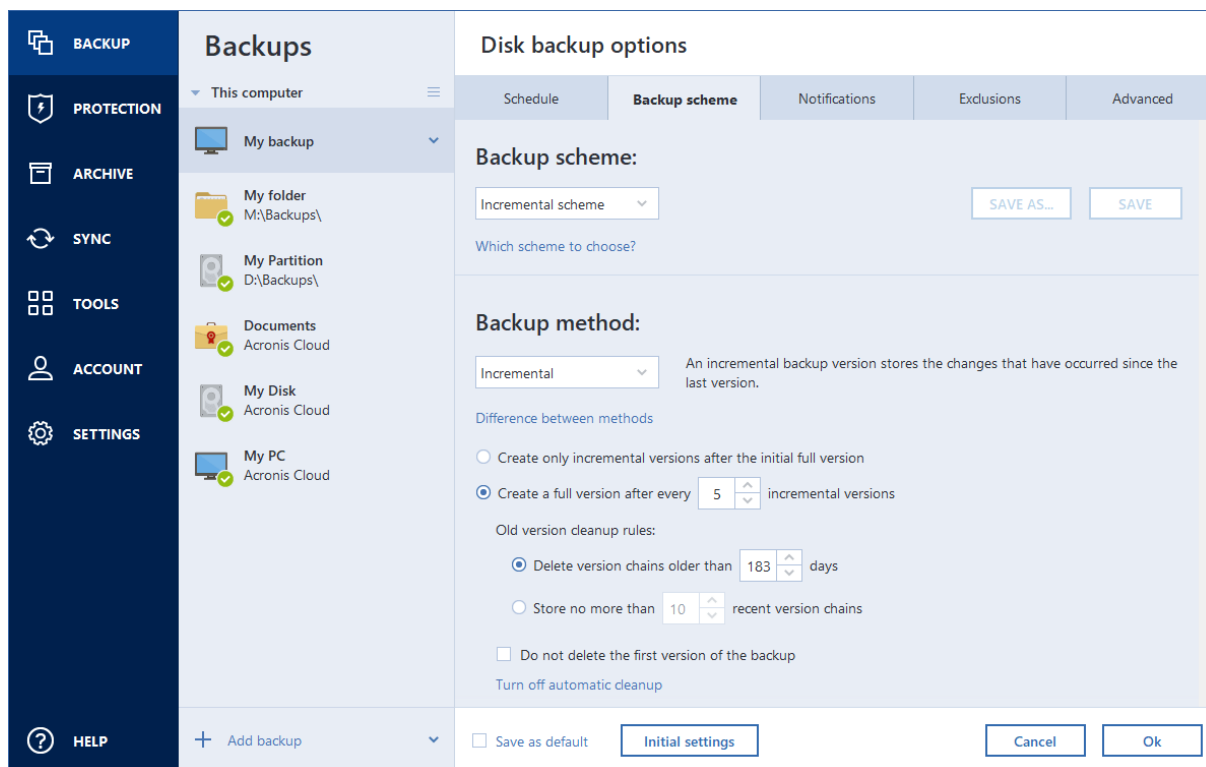 BACKUP
PROTECTION
ARCHIVE
SYNC
TOOLS
ACCOUNT
SETTINGS
HELP
Backups
This computer
My backup
My folder
M:\Backups\
My Partition
D:\Backups\
Documents
Acronis Cloud
My Disk
Acronis Cloud
My PC
Acronis Cloud
Add backup
Disk backup options
Schedule
Backup scheme
Notifications
Exclusions
Advanced
Backup scheme:
Incremental scheme
SAVE AS...
SAVE
Which scheme to choose?
Backup method:
Incremental
An incremental backup version stores the changes that have occurred since the
last version.
Difference between methods
Create only incremental versions after the initial full version
Create a full version after every 5 incremental versions
Old version cleanup rules:
Delete version chains older than 183 days
Store no more than 10 recent version chains
Do not delete the first version of the backup
Turn off automatic cleanup
Save as default
Initial settings
Cancel
Ok